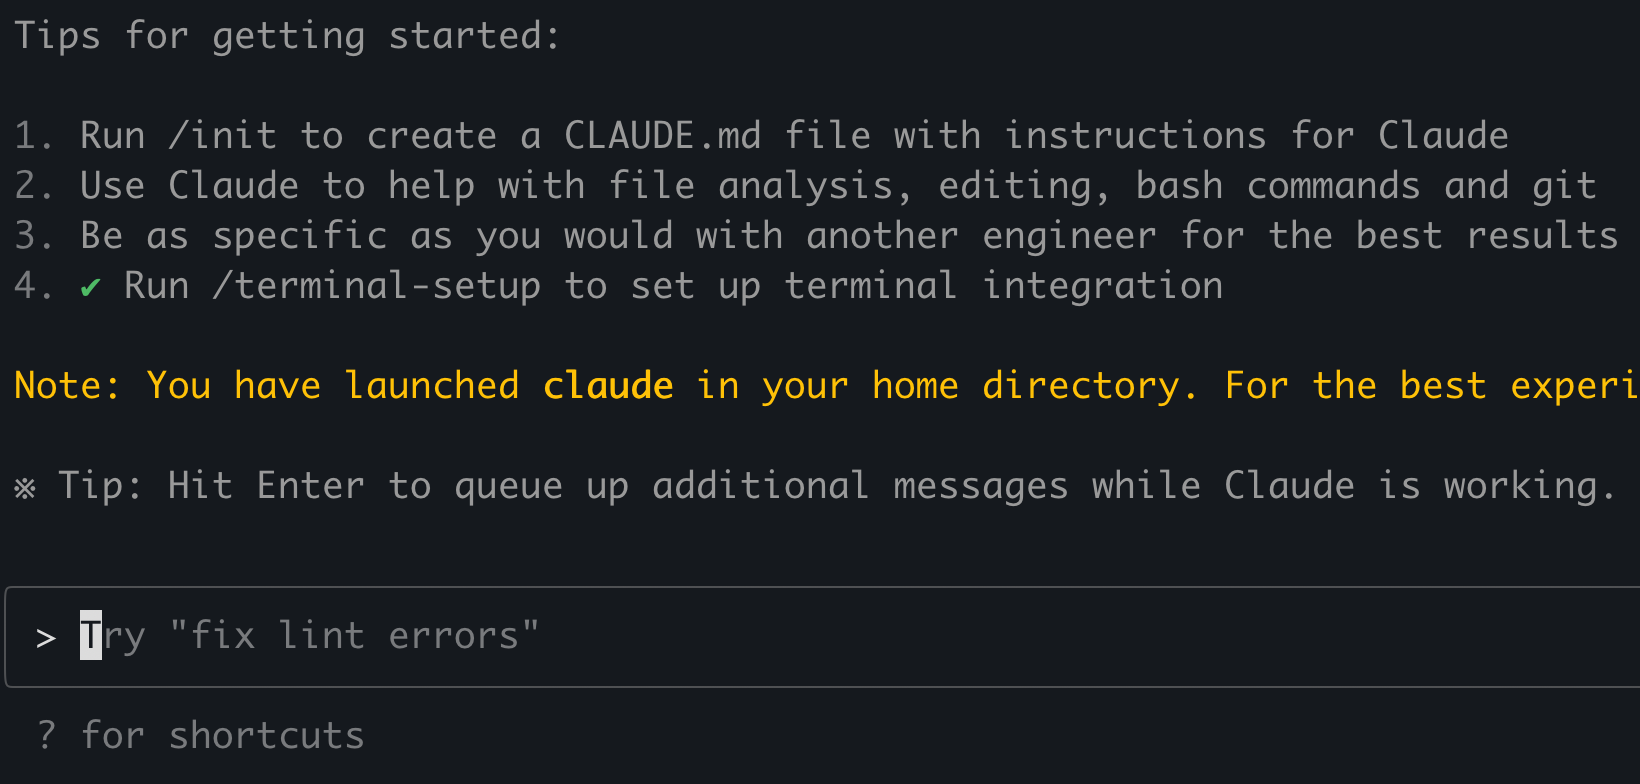 Tips for getting started:
1. Run /init to create a CLAUDE.md file with instructions for Claude
2. Use Claude to help with file analysis, editing, bash commands and git
3. Be as specific as you would with another engineer for the best results
4. ✔ Run /terminal-setup to set up terminal integration
Note: You have launched claude in your home directory. For the best experi
※ Tip: Hit Enter to queue up additional messages while Claude is working.
> Try "fix lint errors"
? for shortcuts